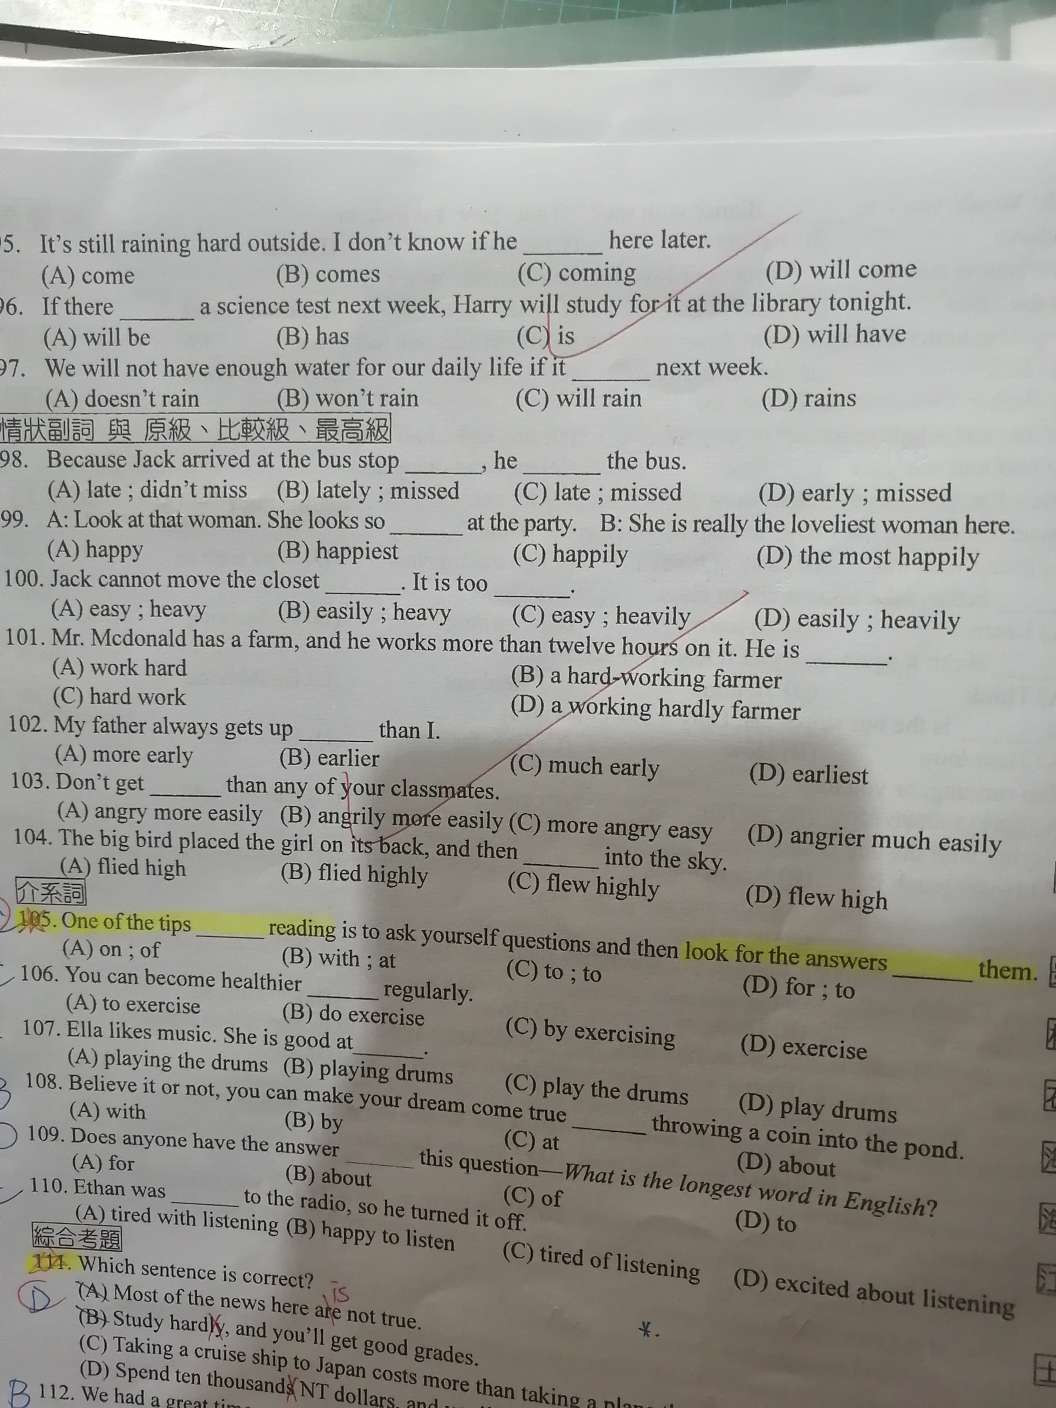 5. It's still raining hard outside. I don't know if he ______ here later.
(A) come (B) comes (C) coming (D) will come
96. If there ______ a science test next week, Harry will study for it at the library tonight.
(A) will be (B) has (C) is (D) will have
97. We will not have enough water for our daily life if it ______ next week.
(A) doesn't rain (B) won't rain (C) will rain (D) rains
情狀副詞 與 原級、比較級、最高級
98. Because Jack arrived at the bus stop ______, he ______ the bus.
(A) late ; didn't miss (B) lately ; missed (C) late ; missed (D) early ; missed
99. A: Look at that woman. She looks so ______ at the party. B: She is really the loveliest woman here.
(A) happy (B) happiest (C) happily (D) the most happily
100. Jack cannot move the closet ______. It is too ______.
(A) easy ; heavy (B) easily ; heavy (C) easy ; heavily (D) easily ; heavily
101. Mr. Mcdonald has a farm, and he works more than twelve hours on it. He is ______.
(A) work hard (B) a hard-working farmer
(C) hard work (D) a working hardly farmer
102. My father always gets up ______ than I.
(A) more early (B) earlier (C) much early (D) earliest
103. Don't get ______ than any of your classmates.
(A) angry more easily (B) angrily more easily (C) more angry easy (D) angrier much easily
104. The big bird placed the girl on its back, and then ______ into the sky.
(A) flied high (B) flied highly (C) flew highly (D) flew high
介系詞
105. One of the tips ______ reading is to ask yourself questions and then look for the answers ______ them.
(A) on ; of (B) with ; at (C) to ; to (D) for ; to
106. You can become healthier ______ regularly.
(A) to exercise (B) do exercise (C) by exercising (D) exercise
107. Ella likes music. She is good at ______.
(A) playing the drums (B) playing drums (C) play the drums (D) play drums
B 108. Believe it or not, you can make your dream come true ______ throwing a coin into the pond.
(A) with (B) by (C) at (D) about
109. Does anyone have the answer ______ this question—What is the longest word in English?
(A) for (B) about (C) of (D) to
110. Ethan was ______ to the radio, so he turned it off.
(A) tired with listening (B) happy to listen (C) tired of listening (D) excited about listening
綜合考題
111. Which sentence is correct?
D (A) Most of the news here are not true. is
(B) Study hardly, and you'll get good grades.
(C) Taking a cruise ship to Japan costs more than taking a
(D) Spend ten thousands NT dollars, and
B 112. We had a great